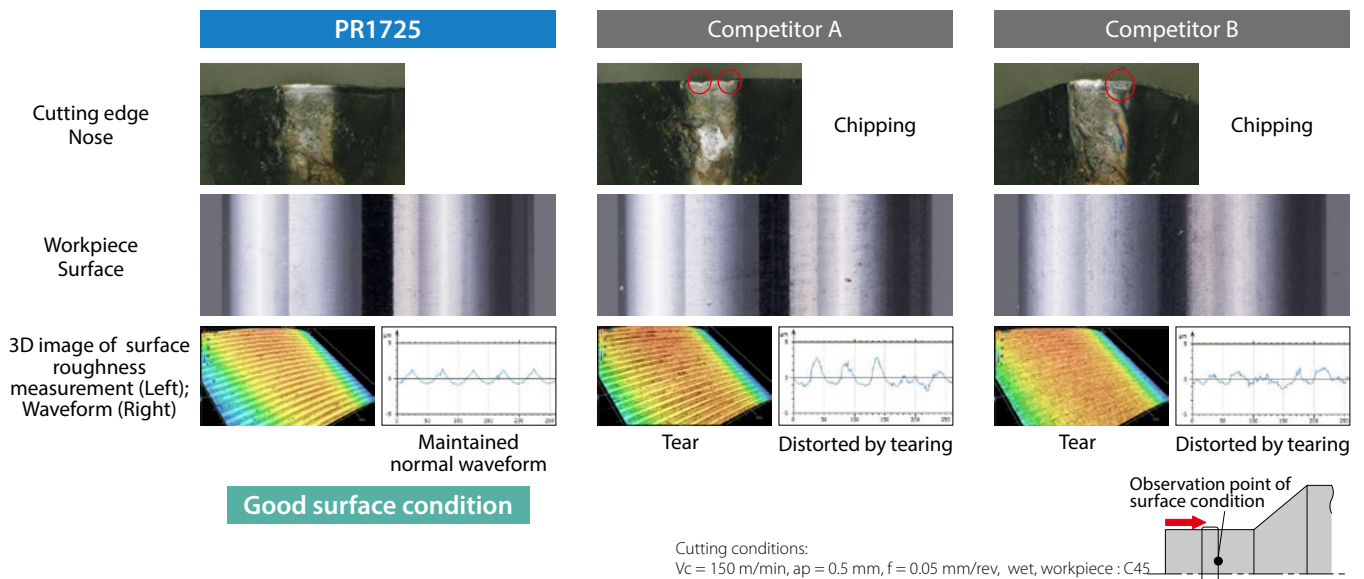 PR1725
Competitor A
Competitor B
Cutting edge
Nose
Chipping
Chipping
Workpiece
Surface
3D image of surface
roughness
measurement (Left);
Waveform (Right)
Maintained
normal waveform
Tear
Distorted by tearing
Tear
Distorted by tearing
Good surface condition
Observation point of
surface condition
Cutting conditions:
Vc = 150 m/min, ap = 0.5 mm, f = 0.05 mm/rev, wet, workpiece : C45